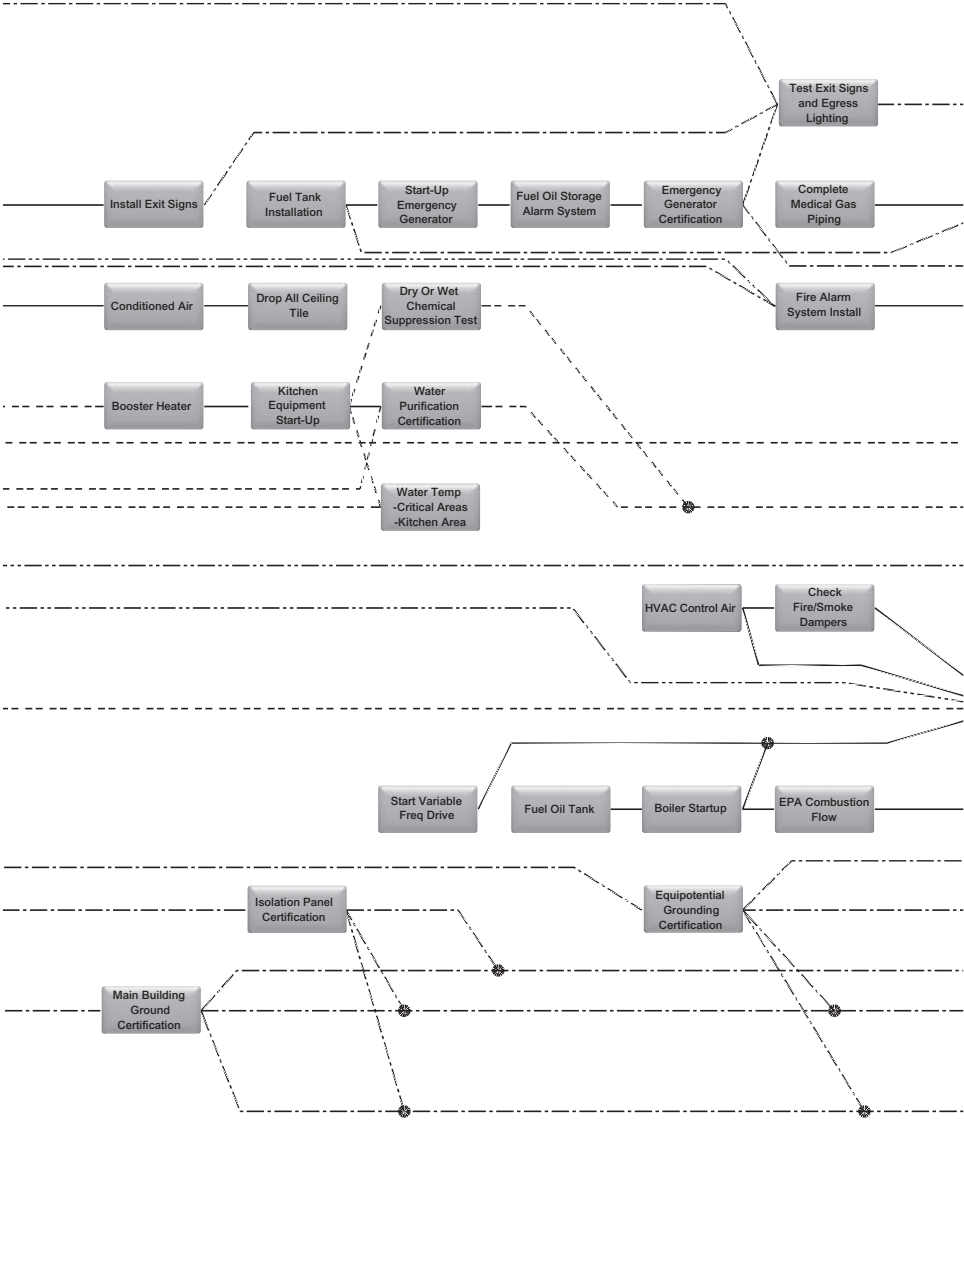 Test Exit Signs
and Egress
Lighting
Install Exit Signs
Fuel Tank
Installation
Start-Up
Emergency
Generator
Fuel Oil Storage
Alarm System
Emergency
Generator
Certification
Complete
Medical Gas
Piping
Conditioned Air
Drop All Ceiling
Tile
Dry Or Wet
Chemical
Suppression Test
Fire Alarm
System Install
Booster Heater
Kitchen
Equipment
Start-Up
Water
Purification
Certification
Water Temp
-Critical Areas
-Kitchen Area
HVAC Control Air
Check
Fire/Smoke
Dampers
Start Variable
Freq Drive
Fuel Oil Tank
Boiler Startup
EPA Combustion
Flow
Isolation Panel
Certification
Equipotential
Grounding
Certification
Main Building
Ground
Certification